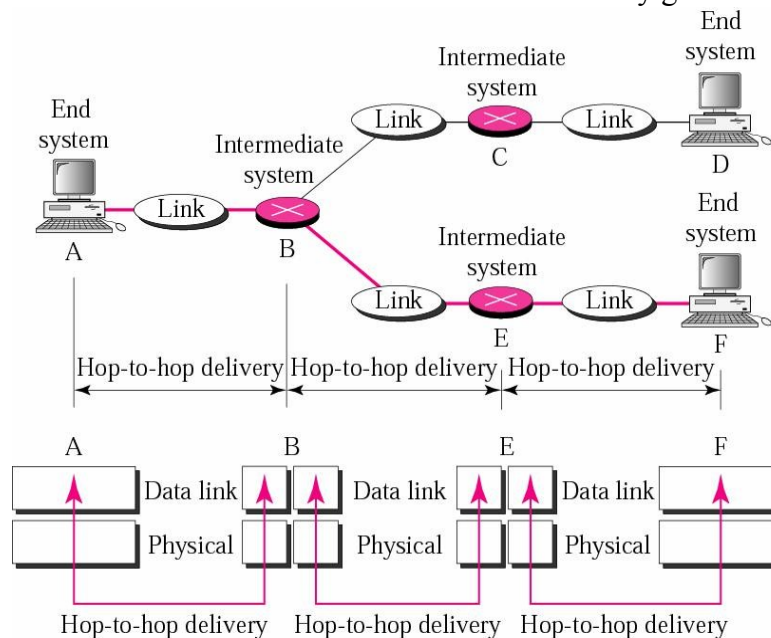 End
system
Intermediate
system
Link
Link
C
D
End
system
Intermediate
system
Link
A
B
End
system
Intermediate
system
Link
Link
E
F
Hop-to-hop delivery
Hop-to-hop delivery
Hop-to-hop delivery
A
B
E
F
Data link
Data link
Data link
Physical
Physical
Physical
Hop-to-hop delivery
Hop-to-hop delivery
Hop-to-hop delivery